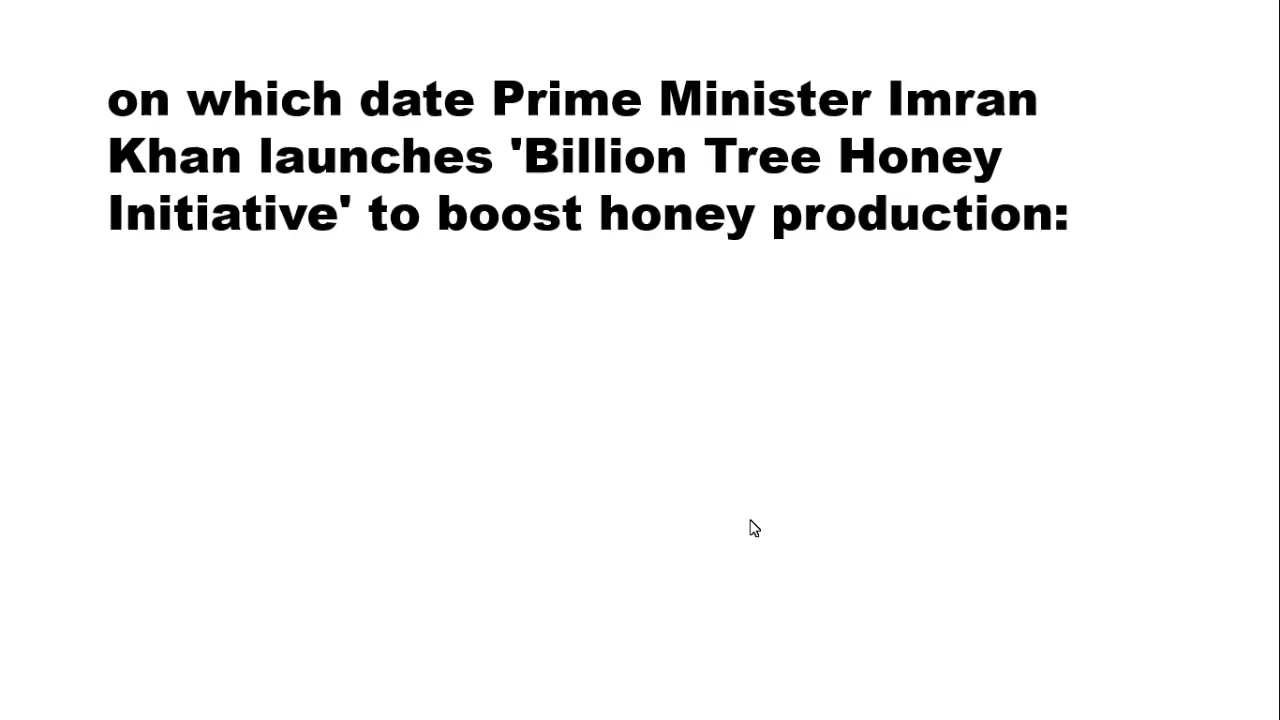 on which date Prime Minister Imran
Khan launches 'Billion Tree Honey
Initiative' to boost honey production: